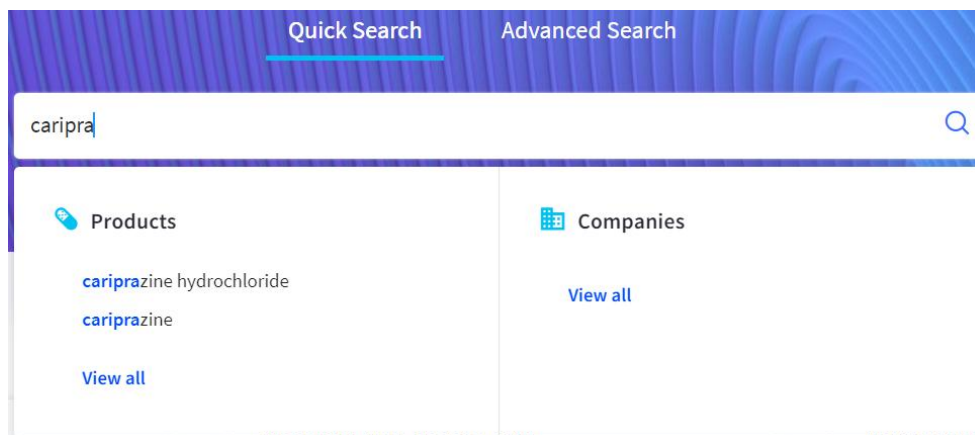 Quick Search
Advanced Search
caripra
Products
cariprazine hydrochloride
cariprazine
View all
Companies
View all